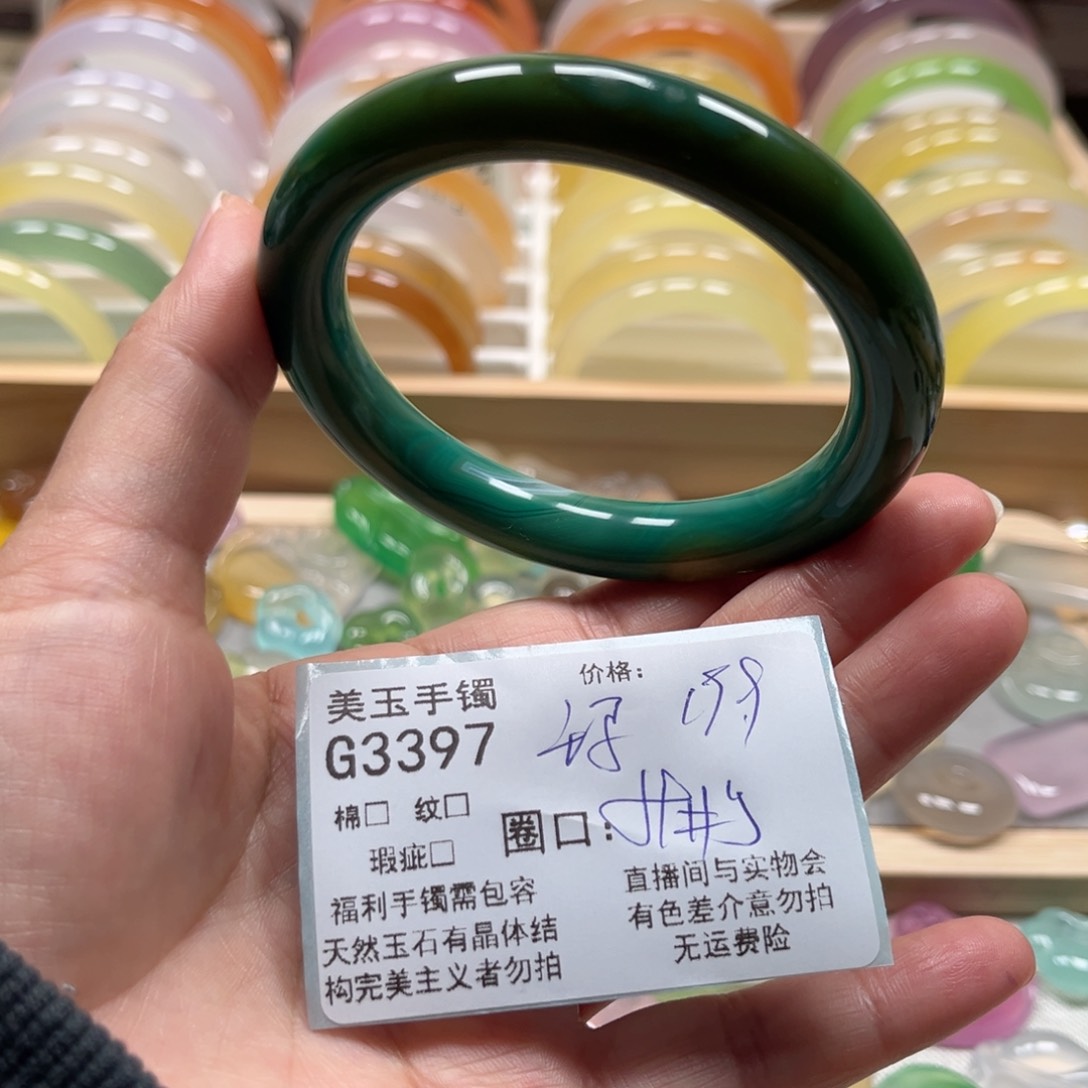 美玉手镯
G3397
价格:
199
棉□ 纹□
圈口:
瑕疵□
福利手镯需包容
天然玉石有晶体结
构完美主义者勿拍
直播间与实物会
有色差介意勿拍
无运费险